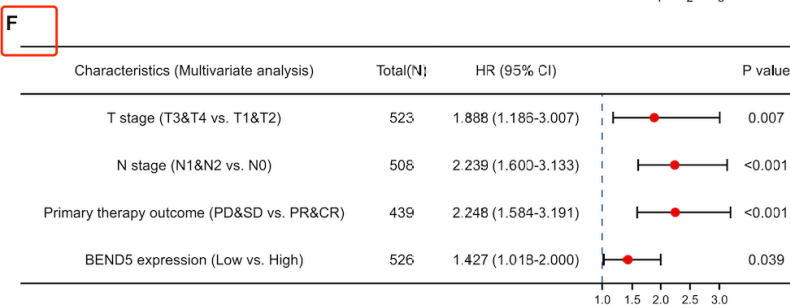 F
Characteristics (Multivariate analysis) Total(N) HR (95% CI) P value
T stage (T3&T4 vs. T1&T2) 523 1.888 (1.186-3.007) 0.007
N stage (N1&N2 vs. N0) 508 2.239 (1.600-3.133) <0.001
Primary therapy outcome (PD&SD vs. PR&CR) 439 2.248 (1.584-3.191) <0.001
BEND5 expression (Low vs. High) 526 1.427 (1.018-2.000) 0.039
1.0 1.5 2.0 2.5 3.0